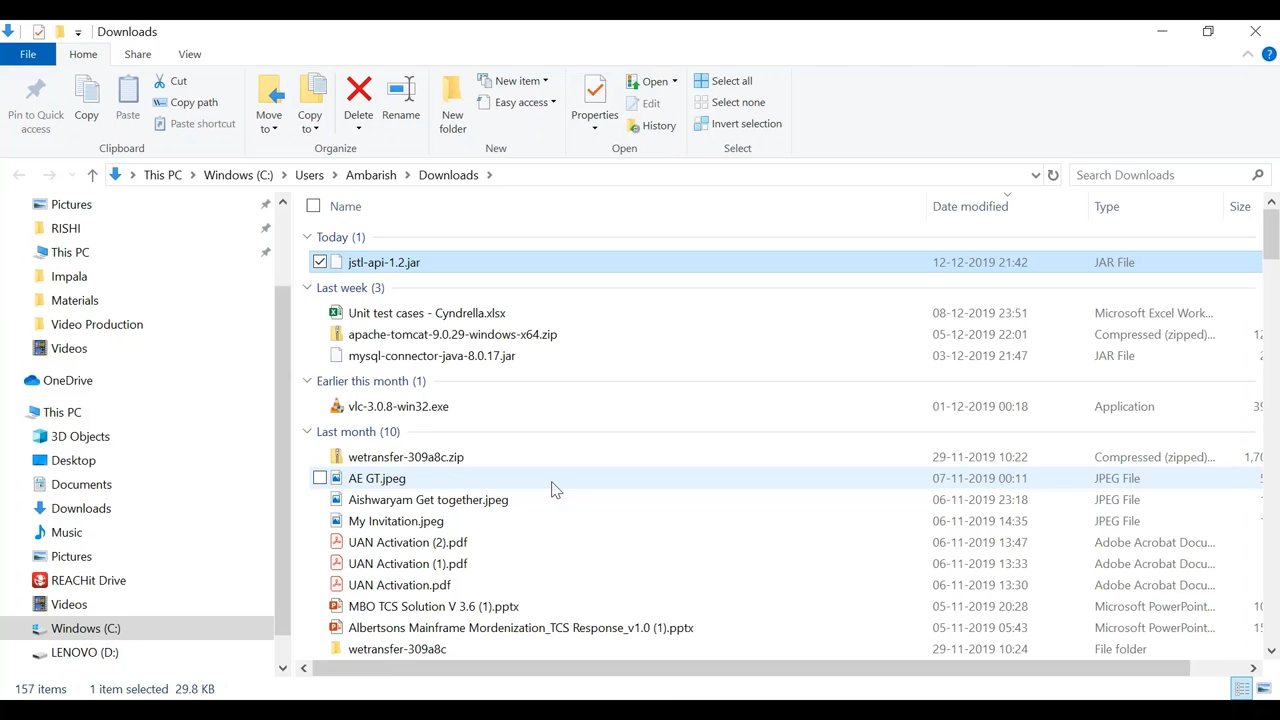 Downloads
File Home Share View
Pin to Quick access
Copy
Paste
Cut
Copy path
Paste shortcut
Clipboard
Move to
Copy to
Delete
Rename
Organize
New folder
New item
Easy access
New
Properties
Open
Edit
History
Open
Select all
Select none
Invert selection
Select
This PC > Windows (C:) > Users > Ambarish > Downloads >
Search Downloads
Pictures
RISHI
This PC
Impala
Materials
Video Production
Videos
OneDrive
This PC
3D Objects
Desktop
Documents
Downloads
Music
Pictures
REACHit Drive
Videos
Windows (C:)
LENOVO (D:)
Name Date modified Type Size
Today (1)
jstl-api-1.2.jar 12-12-2019 21:42 JAR File
Last week (3)
Unit test cases - Cyndrella.xlsx 08-12-2019 23:51 Microsoft Excel Work...
apache-tomcat-9.0.29-windows-x64.zip 05-12-2019 22:01 Compressed (zipped)... 12
mysql-connector-java-8.0.17.jar 03-12-2019 21:47 JAR File 2
Earlier this month (1)
vlc-3.0.8-win32.exe 01-12-2019 00:18 Application 39
Last month (10)
wetransfer-309a8c.zip 29-11-2019 10:22 Compressed (zipped)... 1,70
AE GT.jpeg 07-11-2019 00:11 JPEG File
Aishwaryam Get together.jpeg 06-11-2019 23:18 JPEG File
My Invitation.jpeg 06-11-2019 14:35 JPEG File
UAN Activation (2).pdf 06-11-2019 13:47 Adobe Acrobat Docu...
UAN Activation (1).pdf 06-11-2019 13:33 Adobe Acrobat Docu...
UAN Activation.pdf 06-11-2019 13:30 Adobe Acrobat Docu...
MBO TCS Solution V 3.6 (1).pptx 05-11-2019 20:28 Microsoft PowerPoint... 10
Albertsons Mainframe Mordenization_TCS Response_v1.0 (1).pptx 05-11-2019 05:43 Microsoft PowerPoint... 15
wetransfer-309a8c 29-11-2019 10:24 File folder
157 items 1 item selected 29.8 KB